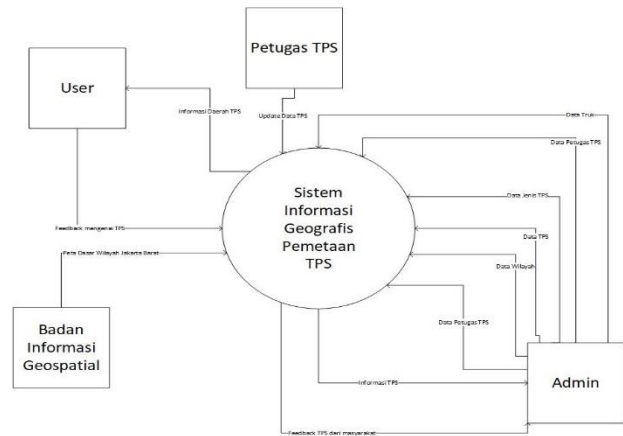 Petugas TPS
User
Informasi Daerah TPS
Update Data TPS
Data Truk
Data Petugas TPS
Sistem
Informasi
Geografis
Pemetaan
TPS
Data Jenis TPS
Feedback mengenai TPS
Data TPS
Peta Dasar Wilayah Jakarta Barat
Data Wilayah
Badan
Informasi
Geospatial
Data Petugas TPS
Informasi TPS
Admin
Feedback TPS dari masyarakat